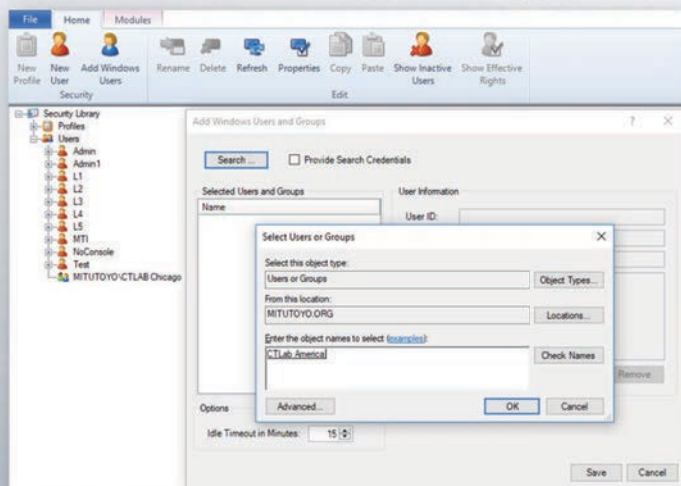 File Home Modules
New Profile
New User
Add Windows Users
Rename
Delete
Refresh
Properties
Copy
Paste
Show Inactive Users
Show Effective Rights
Security
Edit
Security Library
Profiles
Users
Admin
Admin1
L1
L2
L3
L4
L5
MTI
NoConsole
Test
MITUTOYO\CTLAB Chicago
Add Windows Users and Groups
Search ...
Provide Search Credentials
Selected Users and Groups
Name
User Information
User ID:
Select Users or Groups
Select this object type:
Users or Groups
Object Types...
From this location:
MITUTOYO.ORG
Locations...
Enter the object names to select (examples):
CTLab America
Check Names
Remove
Advanced...
OK
Cancel
Options
Idle Timeout in Minutes: 15
Save
Cancel